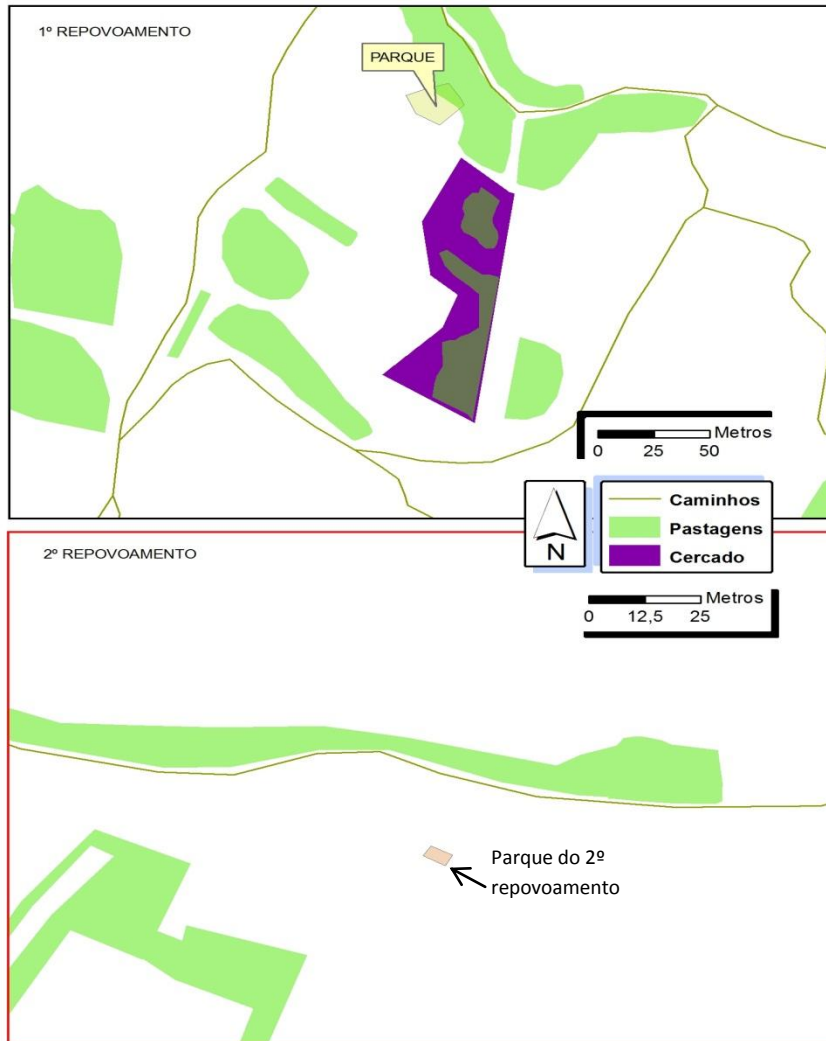 1º REPOVOAMENTO
PARQUE
Metros
0 25 50
N
Caminhos
Pastagens
Cercado
2º REPOVOAMENTO
Metros
0 12,5 25
Parque do 2º
repovoamento